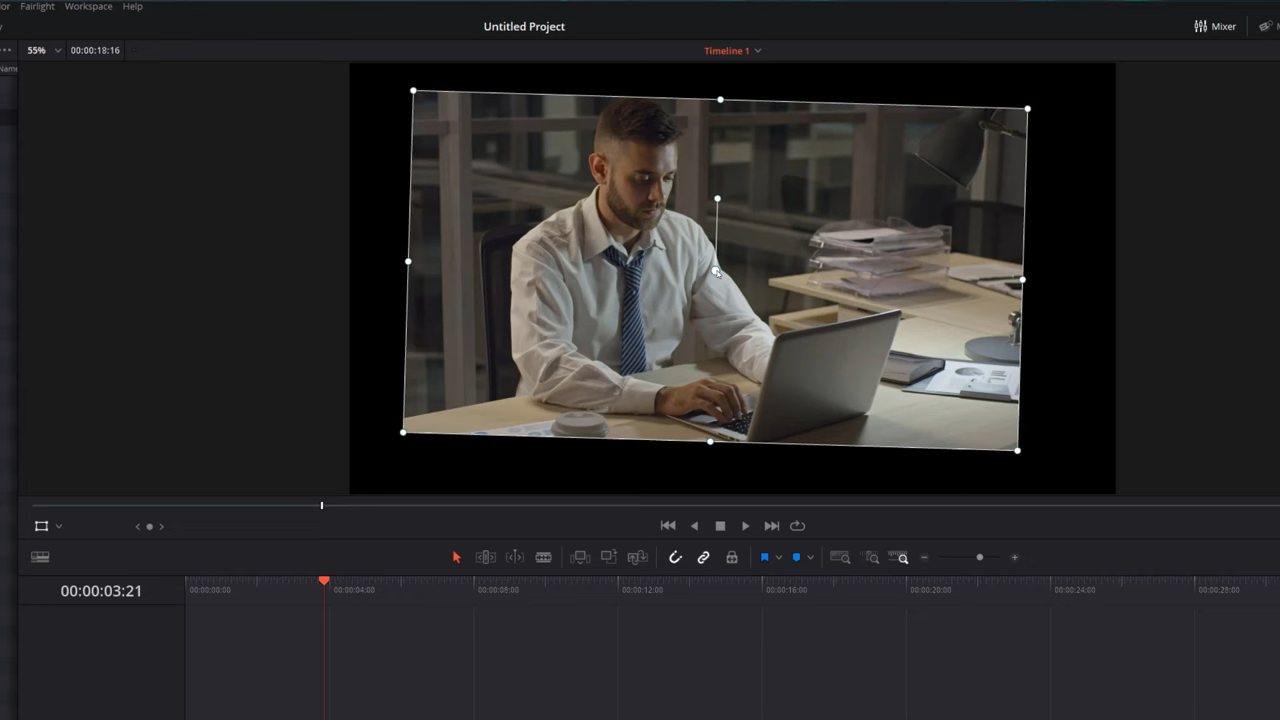 Fairlight Workspace Help
Untitled Project
Mixer
55% 00:00:18:16
Timeline 1
00:00:03:21
00:00:00:00 00:00:04:00 00:00:08:00 00:00:12:00 00:00:16:00 00:00:20:00 00:00:24:00 00:00:28:00